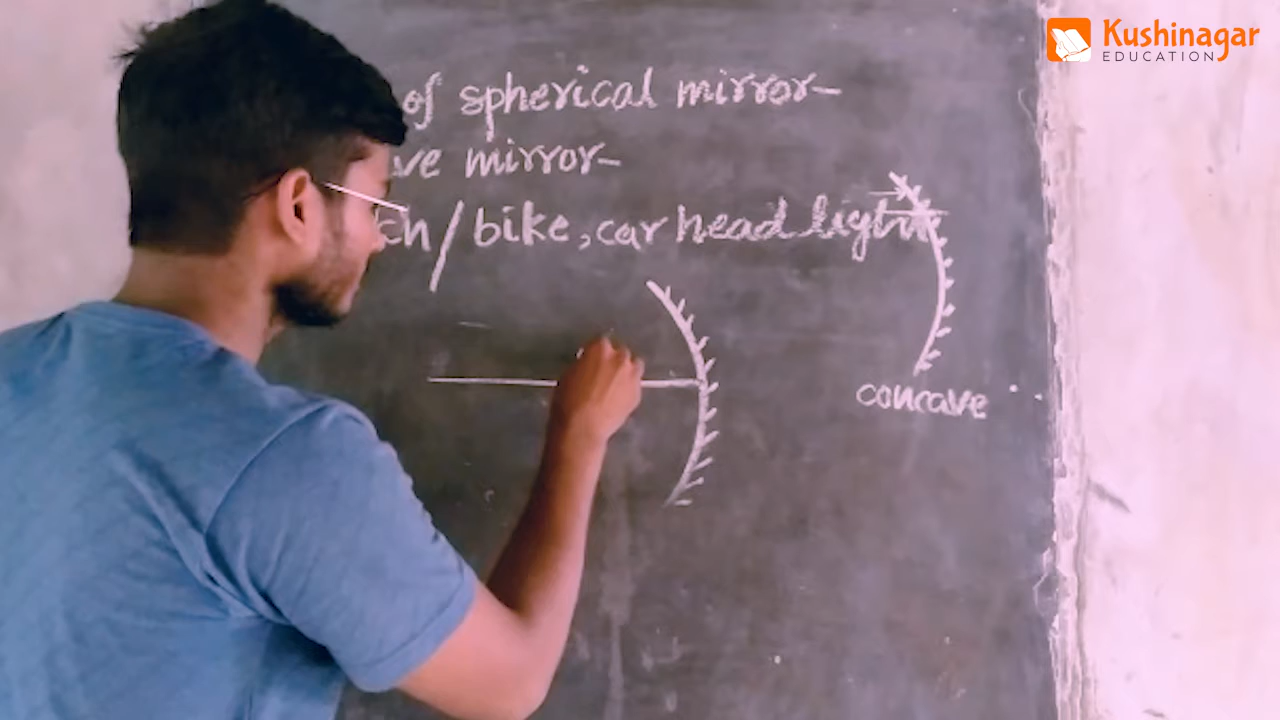 Kushinagar
EDUCATION
of spherical mirror-
ve mirror-
ch / bike, car head light
concave